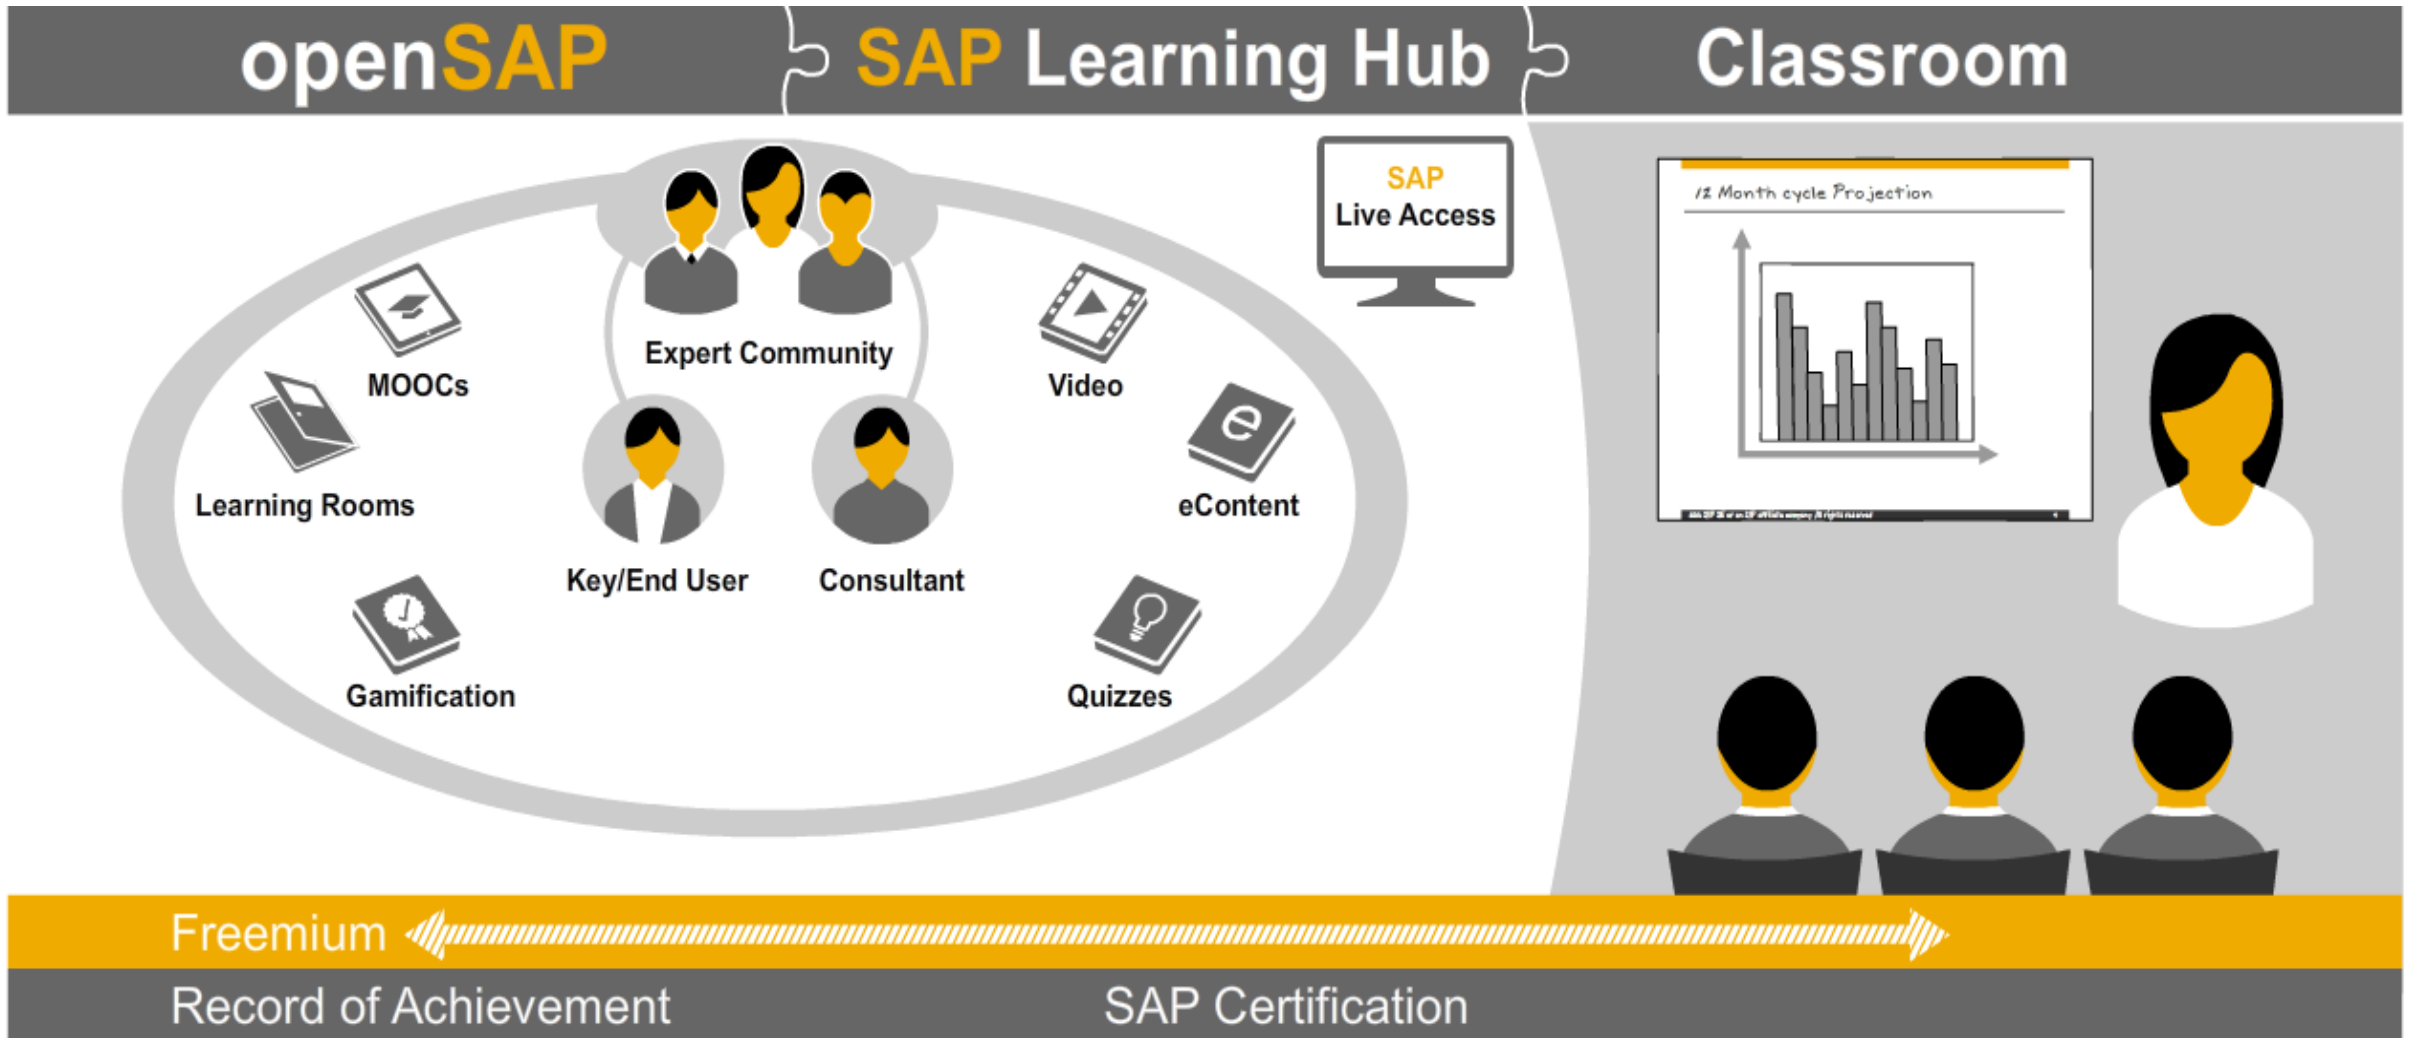 openSAP
SAP Learning Hub
Classroom
SAP
Live Access
12 Month cycle Projection
Expert Community
MOOCs
Video
Learning Rooms
eContent
Key/End User
Consultant
Gamification
Quizzes
Freemium
Record of Achievement
SAP Certification